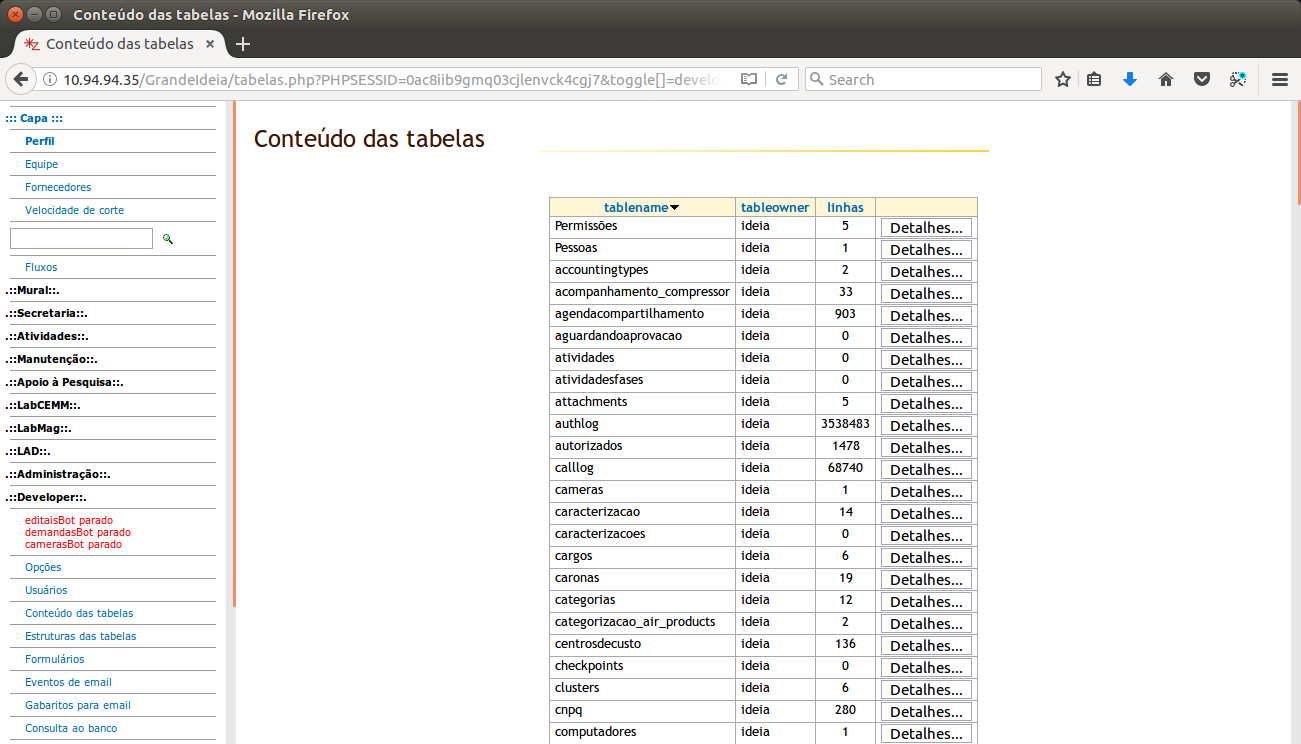 Conteúdo das tabelas - Mozilla Firefox
Conteúdo das tabelas
10.94.94.35/GrandeIdeia/tabelas.php?PHPSESSID=0ac8iib9gmq03cjlenvck4cgj7&toggle[]=develo
Search
::: Capa :::
Perfil
Equipe
Fornecedores
Velocidade de corte
Fluxos
.::Mural::.
.::Secretaria::.
.::Atividades::.
.::Manutenção::.
.::Apoio à Pesquisa::.
.::LabCEMM::.
.::LabMag::.
.::LAD::.
.::Administração::.
.::Developer::.
editaisBot parado
demandasBot parado
camerasBot parado
Opções
Usuários
Conteúdo das tabelas
Estruturas das tabelas
Formulários
Eventos de email
Gabaritos para email
Consulta ao banco
Conteúdo das tabelas
tablename tableowner linhas
Permissões ideia 5 Detalhes...
Pessoas ideia 1 Detalhes...
accountingtypes ideia 2 Detalhes...
acompanhamento_compressor ideia 33 Detalhes...
agendacompartilhamento ideia 903 Detalhes...
aguardandoaprovacao ideia 0 Detalhes...
atividades ideia 0 Detalhes...
atividadesfases ideia 0 Detalhes...
attachments ideia 5 Detalhes...
authlog ideia 3538483 Detalhes...
autorizados ideia 1478 Detalhes...
calllog ideia 68740 Detalhes...
cameras ideia 1 Detalhes...
caracterizacao ideia 14 Detalhes...
caracterizacoes ideia 0 Detalhes...
cargos ideia 6 Detalhes...
caronas ideia 19 Detalhes...
categorias ideia 12 Detalhes...
categorizacao_air_products ideia 2 Detalhes...
centrosdecusto ideia 136 Detalhes...
checkpoints ideia 0 Detalhes...
clusters ideia 6 Detalhes...
cnpq ideia 280 Detalhes...
computadores ideia 1 Detalhes...